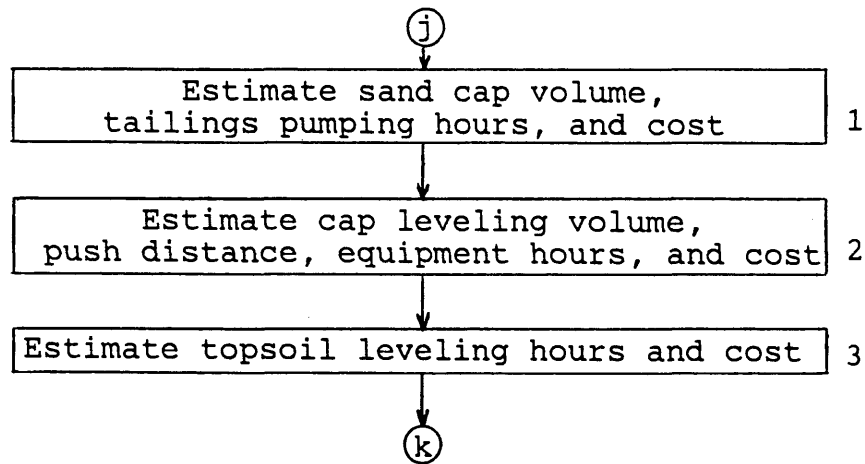 j
Estimate sand cap volume,
tailings pumping hours, and cost
1
Estimate cap leveling volume,
push distance, equipment hours, and cost
2
Estimate topsoil leveling hours and cost
3
k